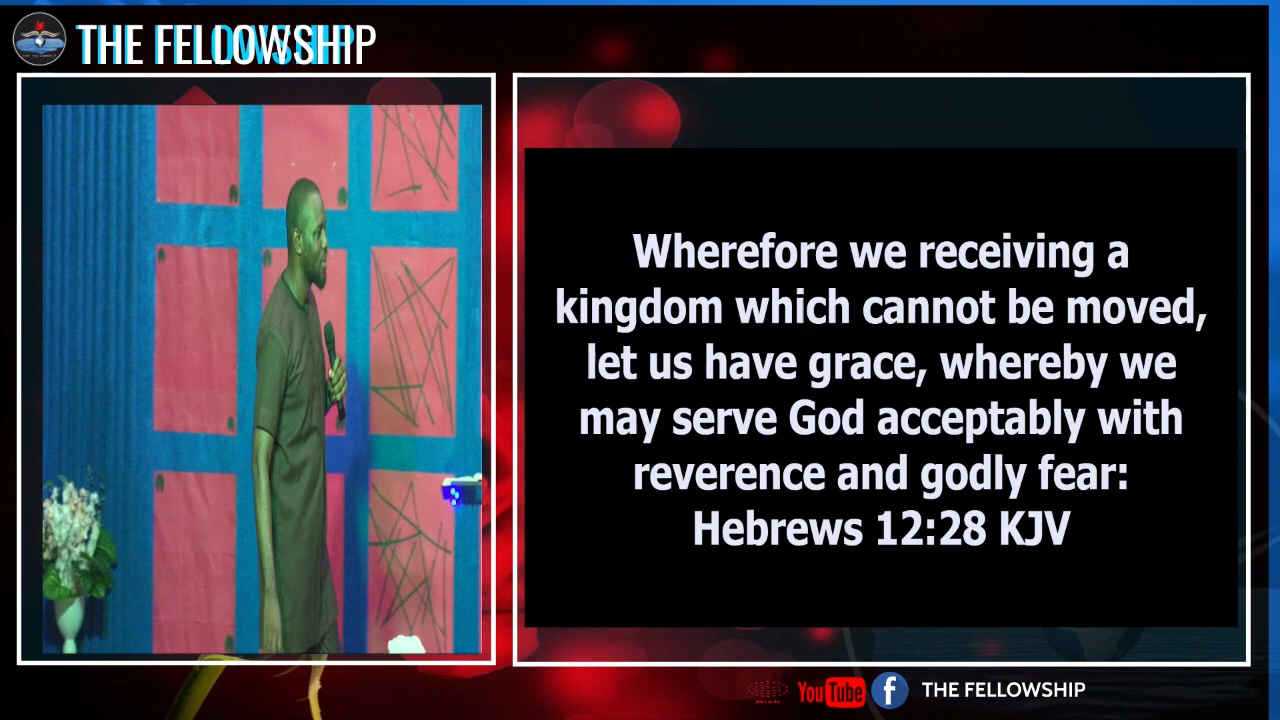 THE FELLOWSHIP
Wherefore we receiving a
kingdom which cannot be moved,
let us have grace, whereby we
may serve God acceptably with
reverence and godly fear:
Hebrews 12:28 KJV
YouTube
THE FELLOWSHIP